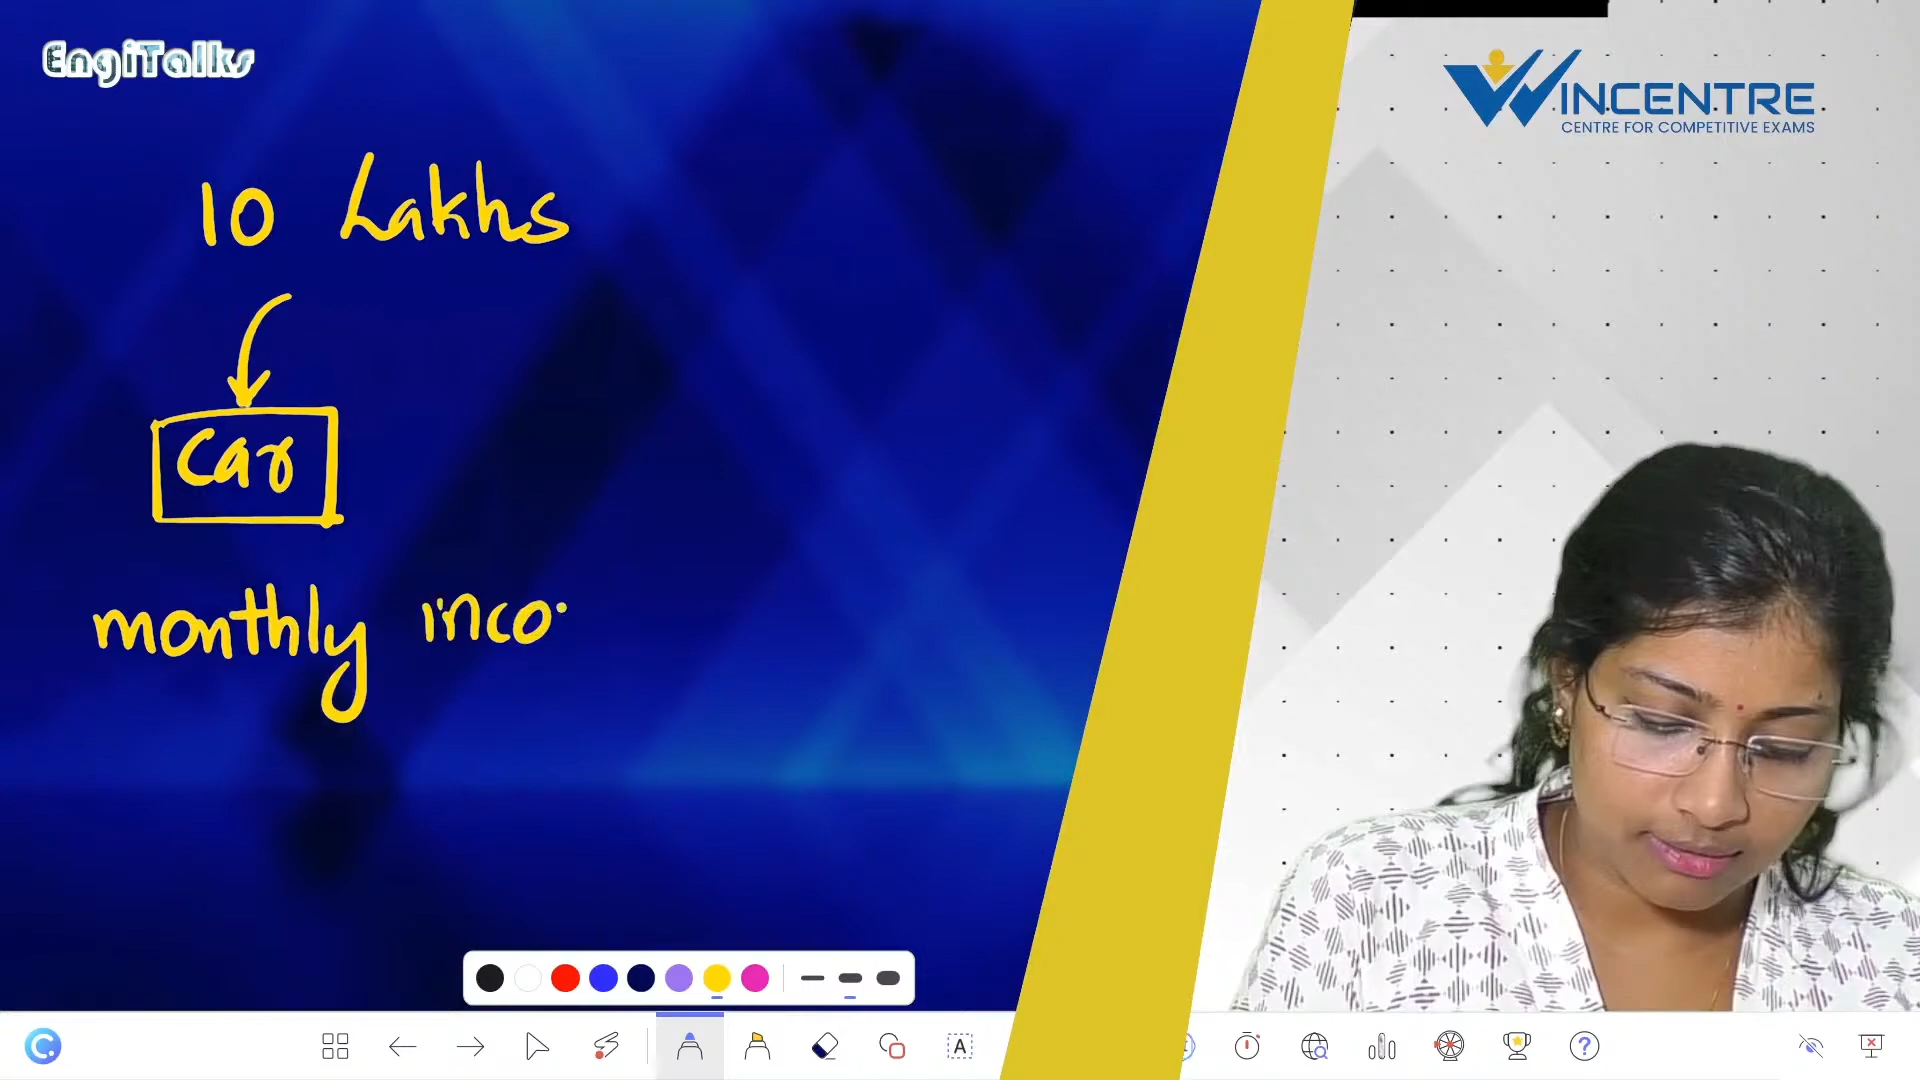 EngiTalks
WINCENTRE
CENTRE FOR COMPETITIVE EXAMS
10 Lakhs
Car
monthly inco
A